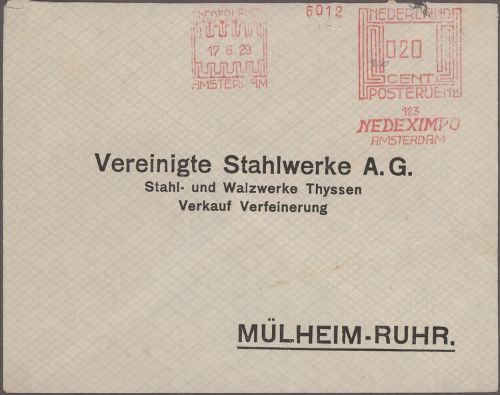 NEDERLAND
17.6.29
AMSTERDAM
6012
NEDERLAND
020
CENT
POSTERIJEN
123
NEDEXIMPO
AMSTERDAM
Vereinigte Stahlwerke A.G.
Stahl- und Walzwerke Thyssen
Verkauf Verfeinerung
MÜLHEIM-RUHR.